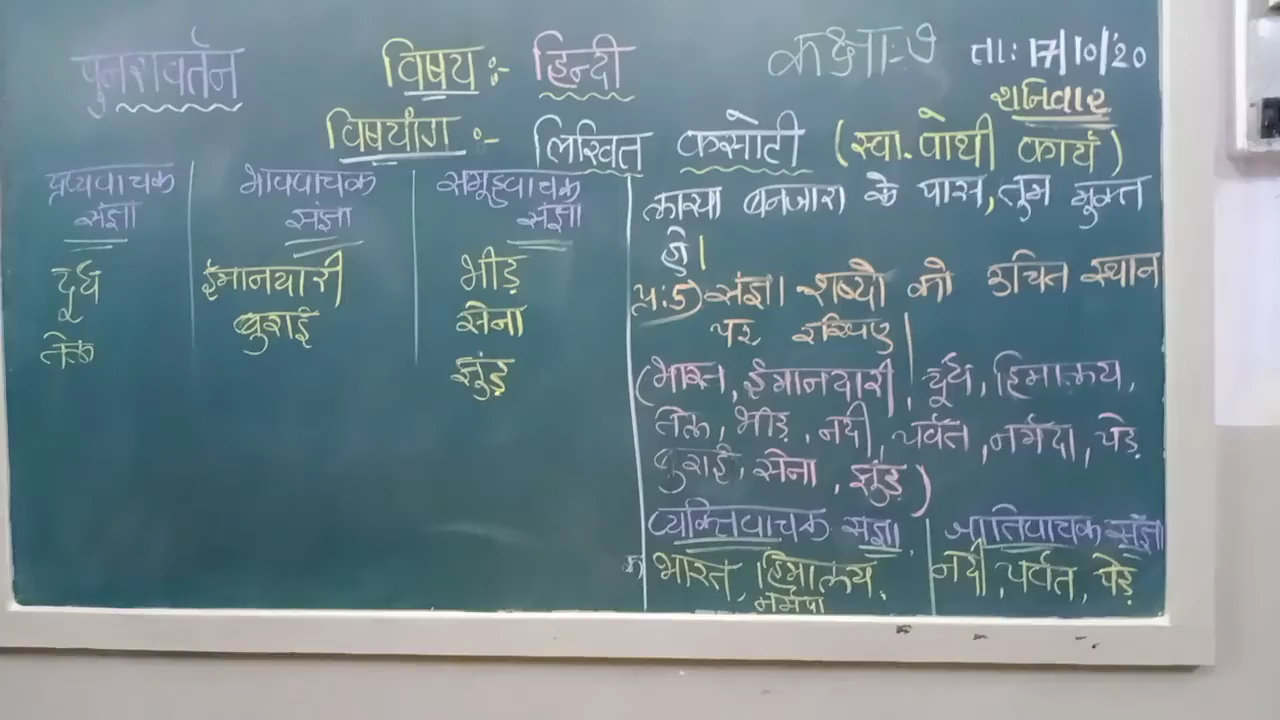 पुनरावर्तन
विषय :- हिन्दी
कक्षा:-७
ता: 17/10/'20
शनिवार
विषयांग :- लिखित कसोटी (स्वा. पोथी कार्य)
द्रव्यवाचक संज्ञा
दूध
तेल
भाववाचक संज्ञा
ईमानदारी
बुराई
समूहवाचक संज्ञा
भीड़
सेना
झुंड़
लाखा बनजारा के पास, तुम मुक्त
हो।
प्र:5) संज्ञा शब्दो को उचित स्थान
पर रखिए।
(भारत, ईमानदारी, दूध, हिमालय,
तेल, भीड़, नदी, पर्वत, नर्मदा, पेड़
बुराई, सेना, झुंड़)
व्यक्तिवाचक संज्ञा
भारत, हिमालय,
नर्मदा
जातिवाचक संज्ञा
नदी, पर्वत, पेड़